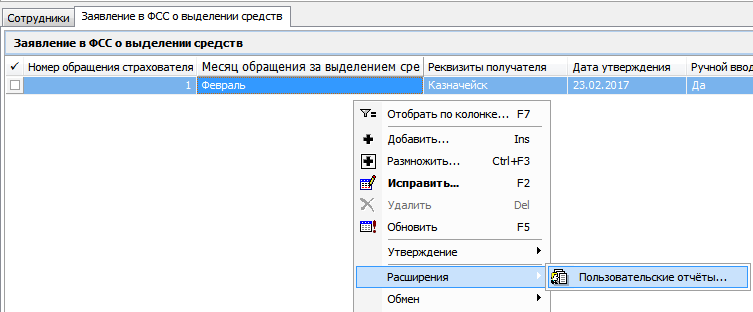 Сотрудники Заявление в ФСС о выделении средств
Заявление в ФСС о выделении средств
Номер обращения страхователя Месяц обращения за выделением сре Реквизиты получателя Дата утверждения Ручной ввод
1 Февраль Казначейск 23.02.2017 Да
Отобрать по колонке... F7
Добавить... Ins
Размножить... Ctrl+F3
Исправить... F2
Удалить Del
Обновить F5
Утверждение
Расширения Пользовательские отчёты...
Обмен